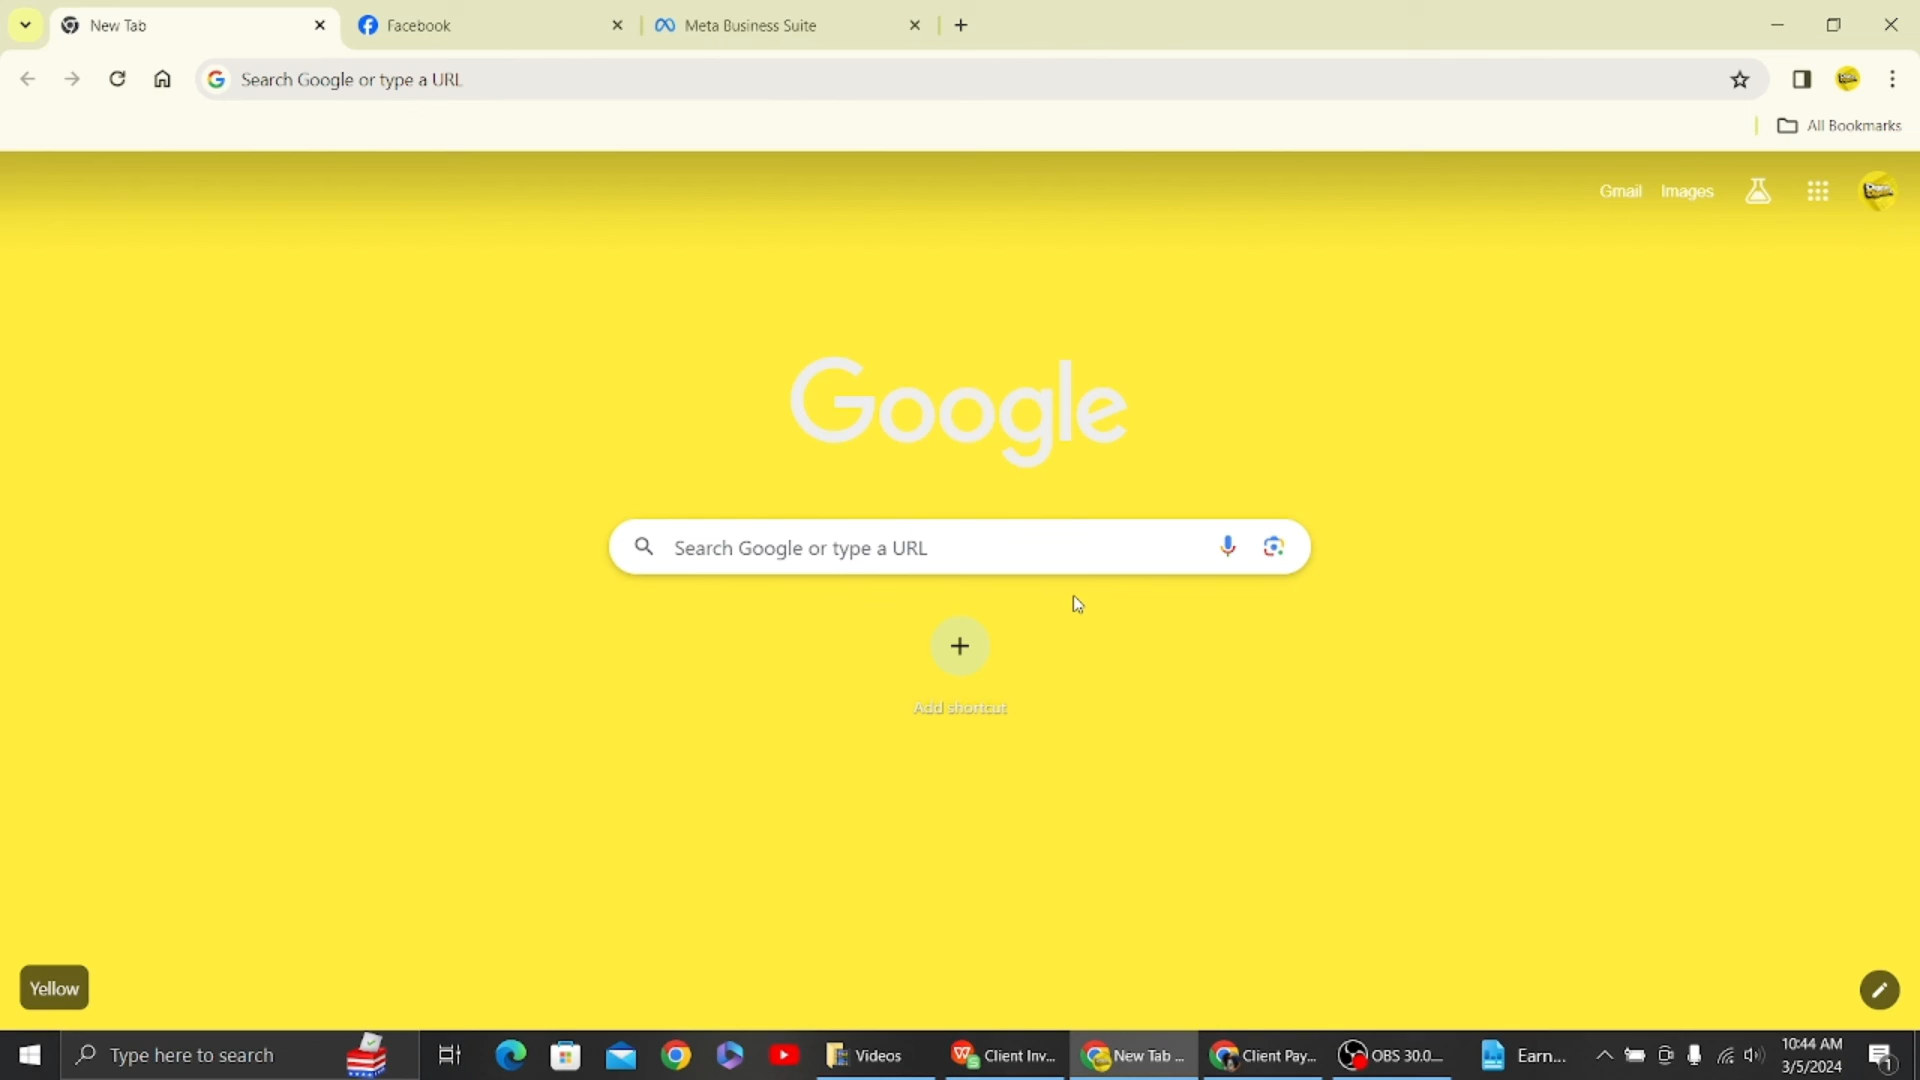 New Tab
Facebook
Meta Business Suite
Search Google or type a URL
All Bookmarks
Gmail
Images
Google
Search Google or type a URL
Add shortcut
Yellow
Type here to search
Videos
Client Inv...
New Tab ...
Client Pay...
OBS 30.0....
Earn...
10:44 AM
3/5/2024
1